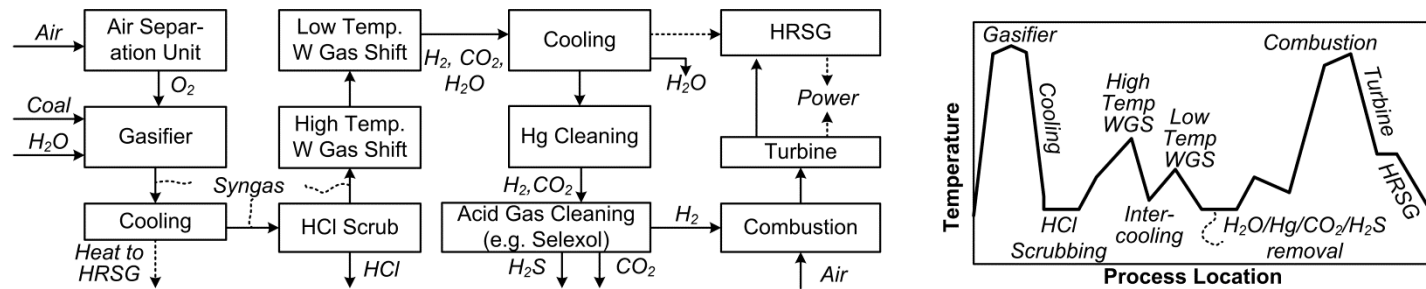 Air
Air Separ-
ation Unit
O2
Coal
H2O
Gasifier
Syngas
Cooling
Heat to
HRSG
Low Temp.
W Gas Shift
High Temp.
W Gas Shift
HCl Scrub
HCl
H2, CO2,
H2O
Cooling
H2O
Hg Cleaning
H2,CO2
Acid Gas Cleaning
(e.g. Selexol)
H2S
CO2
H2
HRSG
Power
Turbine
Combustion
Air
Temperature
Gasifier
Cooling
HCl
Scrubbing
High
Temp
WGS
Inter-
cooling
Low
Temp
WGS
H2O/Hg/CO2/H2S
removal
Combustion
Turbine
HRSG
Process Location